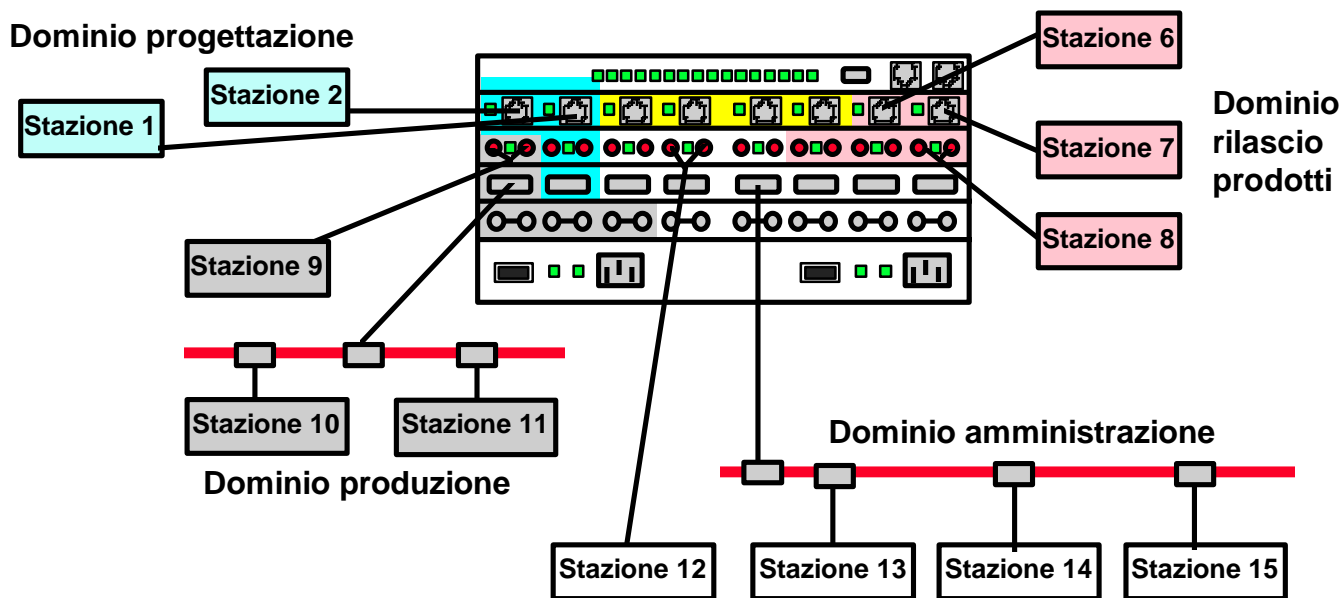 Dominio progettazione
Stazione 6
Stazione 2
Stazione 1
Dominio
rilascio
prodotti
Stazione 7
Stazione 8
Stazione 9
Stazione 10
Stazione 11
Dominio produzione
Dominio amministrazione
Stazione 12
Stazione 13
Stazione 14
Stazione 15